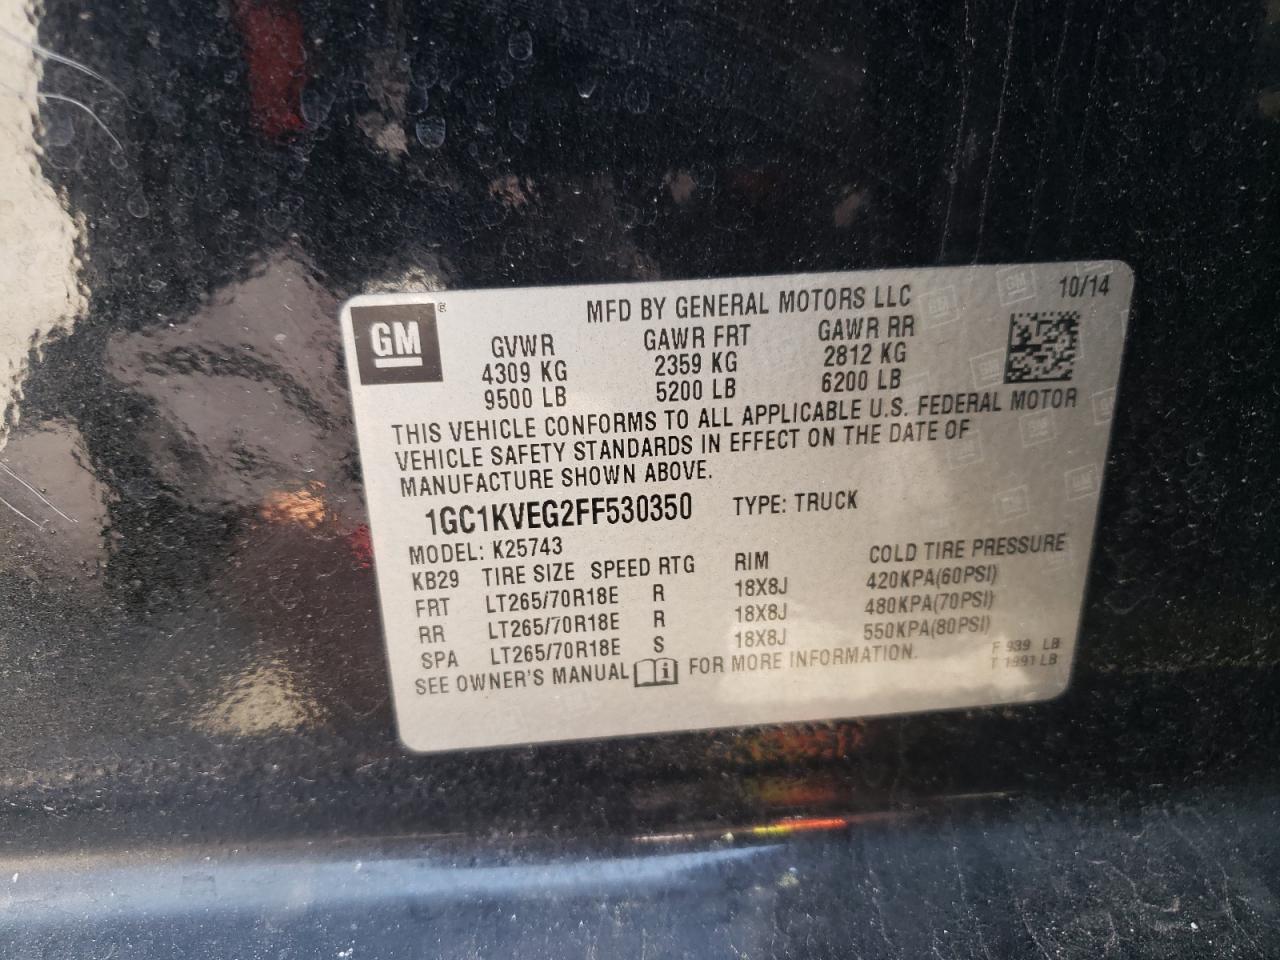 GM
MFD BY GENERAL MOTORS LLC 10/14
GVWR GAWR FRT GAWR RR
4309 KG 2359 KG 2812 KG
9500 LB 5200 LB 6200 LB
THIS VEHICLE CONFORMS TO ALL APPLICABLE U.S. FEDERAL MOTOR
VEHICLE SAFETY STANDARDS IN EFFECT ON THE DATE OF
MANUFACTURE SHOWN ABOVE.
1GC1KVEG2FF530350 TYPE: TRUCK
MODEL: K25743
KB29 TIRE SIZE SPEED RTG RIM COLD TIRE PRESSURE
FRT LT265/70R18E R 18X8J 420KPA(60PSI)
RR LT265/70R18E R 18X8J 480KPA(70PSI)
SPA LT265/70R18E S 18X8J 550KPA(80PSI)
SEE OWNER'S MANUAL FOR MORE INFORMATION.
F 939 LB
T 1991 LB